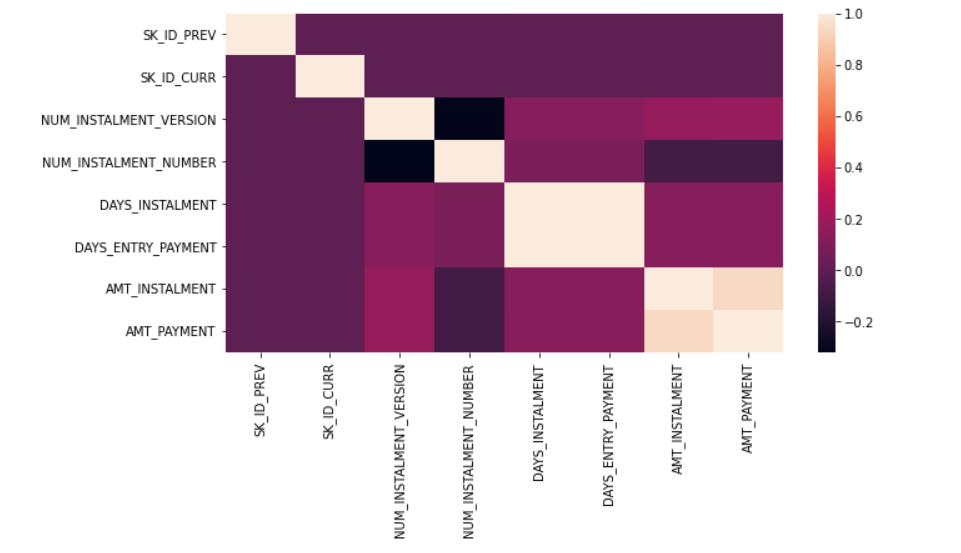 SK_ID_PREV
SK_ID_CURR
NUM_INSTALMENT_VERSION
NUM_INSTALMENT_NUMBER
DAYS_INSTALMENT
DAYS_ENTRY_PAYMENT
AMT_INSTALMENT
AMT_PAYMENT
SK_ID_PREV
SK_ID_CURR
NUM_INSTALMENT_VERSION
NUM_INSTALMENT_NUMBER
DAYS_INSTALMENT
DAYS_ENTRY_PAYMENT
AMT_INSTALMENT
AMT_PAYMENT
1.0
0.8
0.6
0.4
0.2
0.0
−0.2